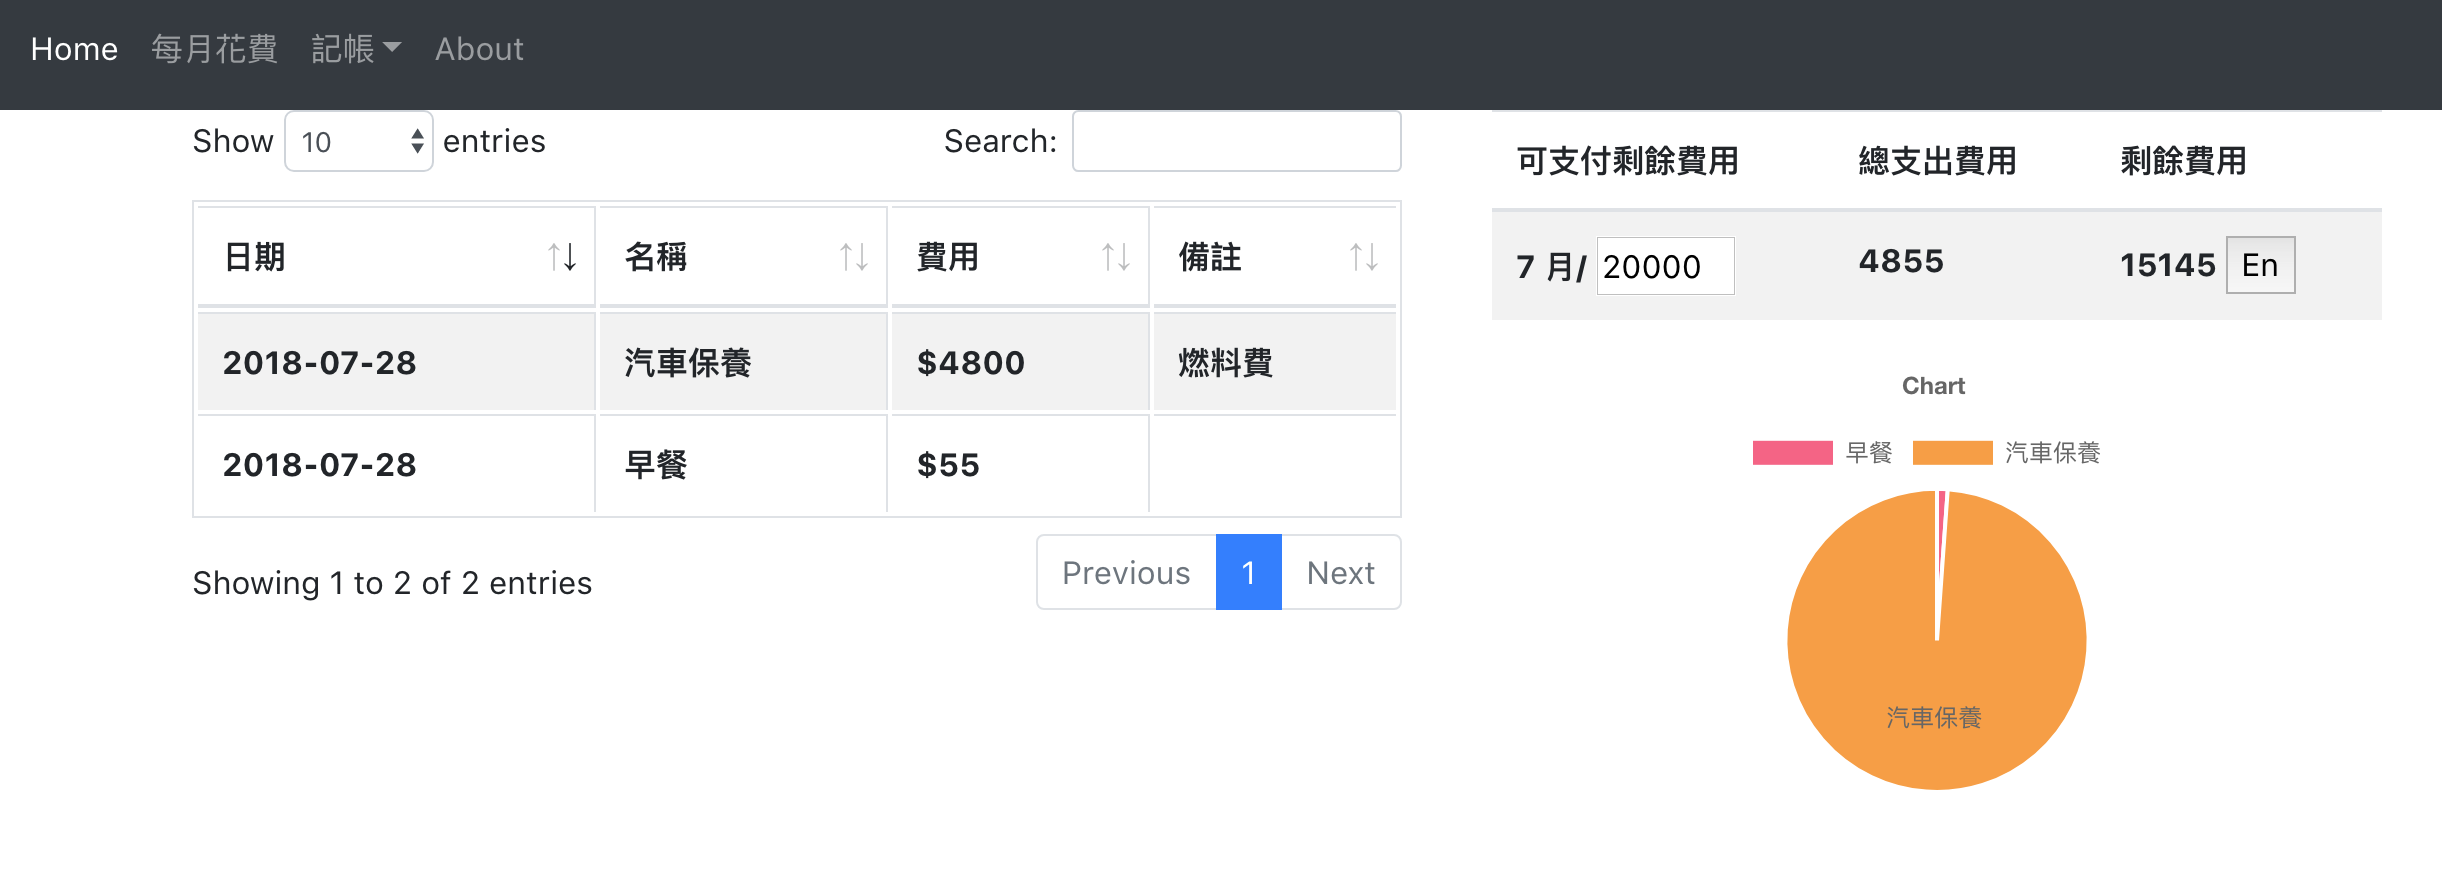 Home 每月花費 記帳 About
Show 10 entries Search:
日期 名稱 費用 備註
2018-07-28 汽車保養 $4800 燃料費
2018-07-28 早餐 $55
Showing 1 to 2 of 2 entries
Previous 1 Next
可支付剩餘費用 總支出費用 剩餘費用
7 月/ 20000 4855 15145 En
Chart
早餐 汽車保養
汽車保養